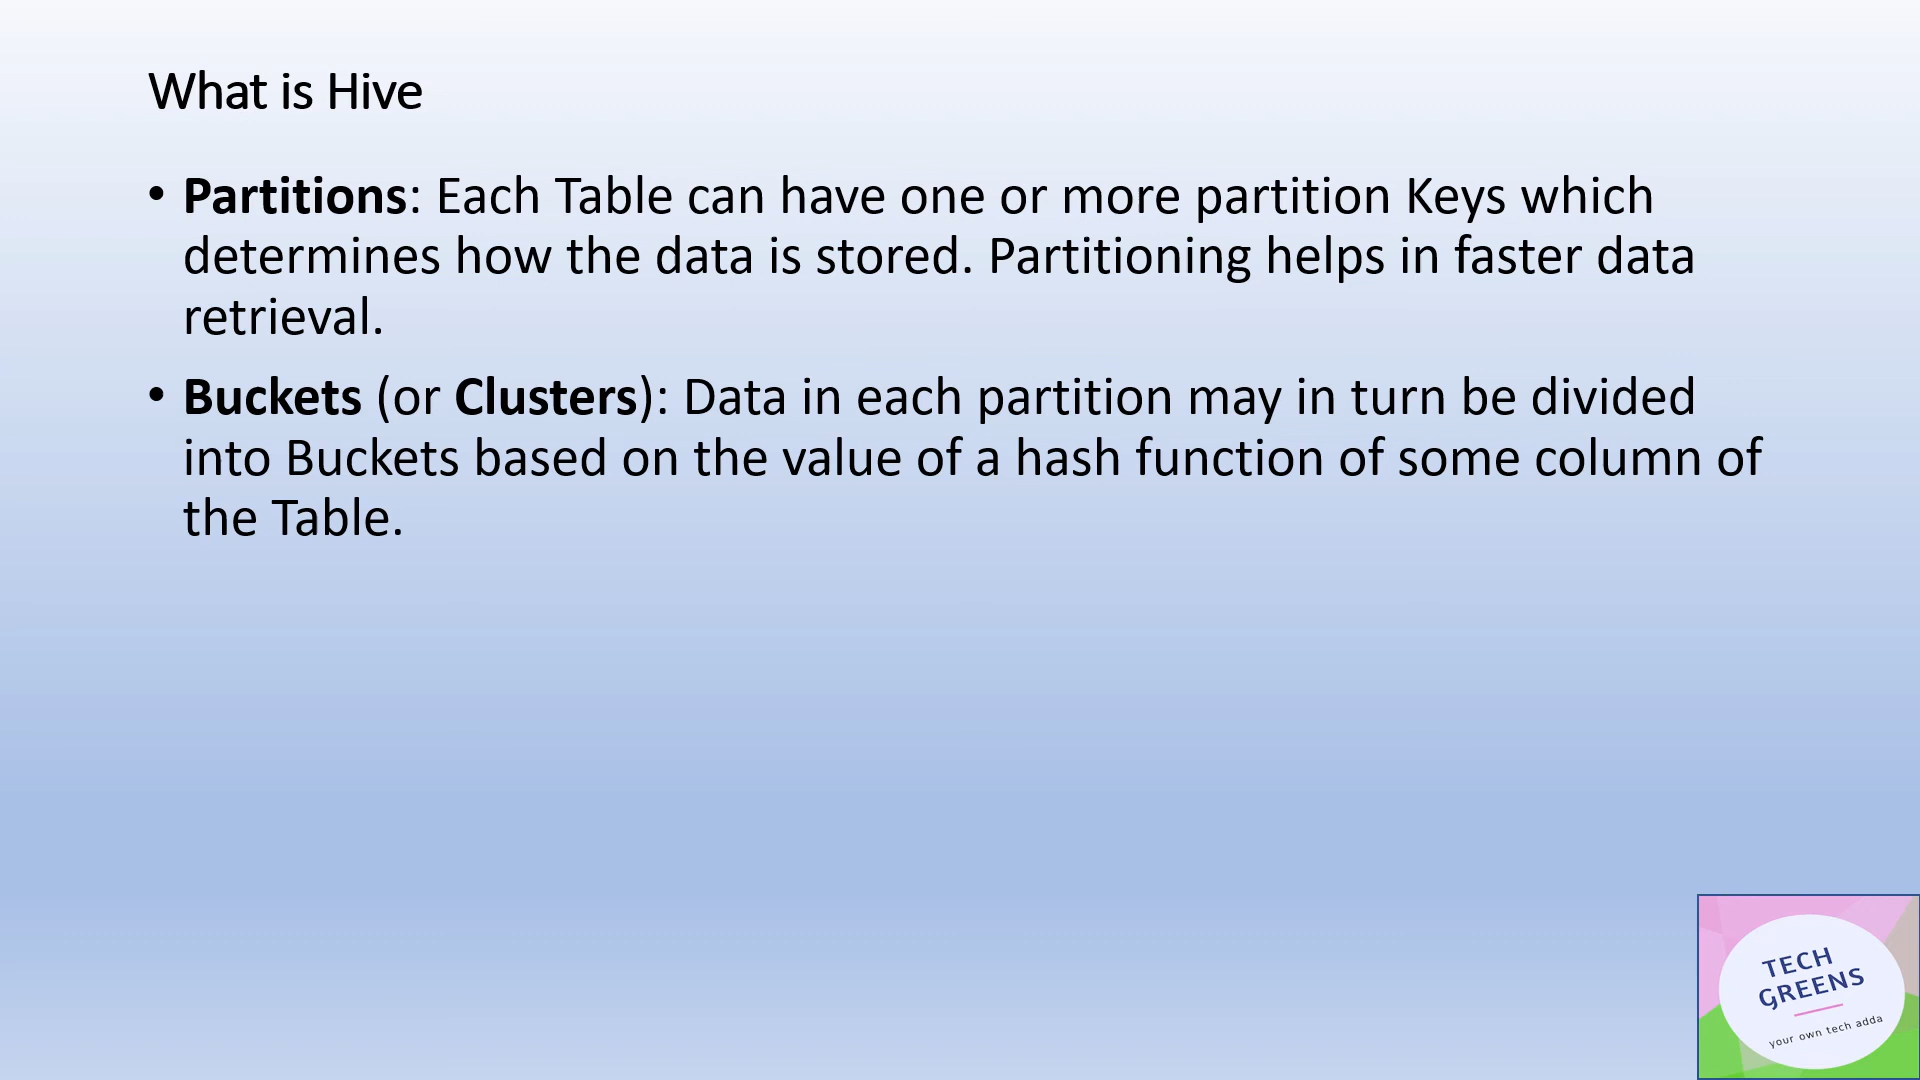 What is Hive
• Partitions: Each Table can have one or more partition Keys which
determines how the data is stored. Partitioning helps in faster data
retrieval.
• Buckets (or Clusters): Data in each partition may in turn be divided
into Buckets based on the value of a hash function of some column of
the Table.
TECH
GREENS
your own tech adda